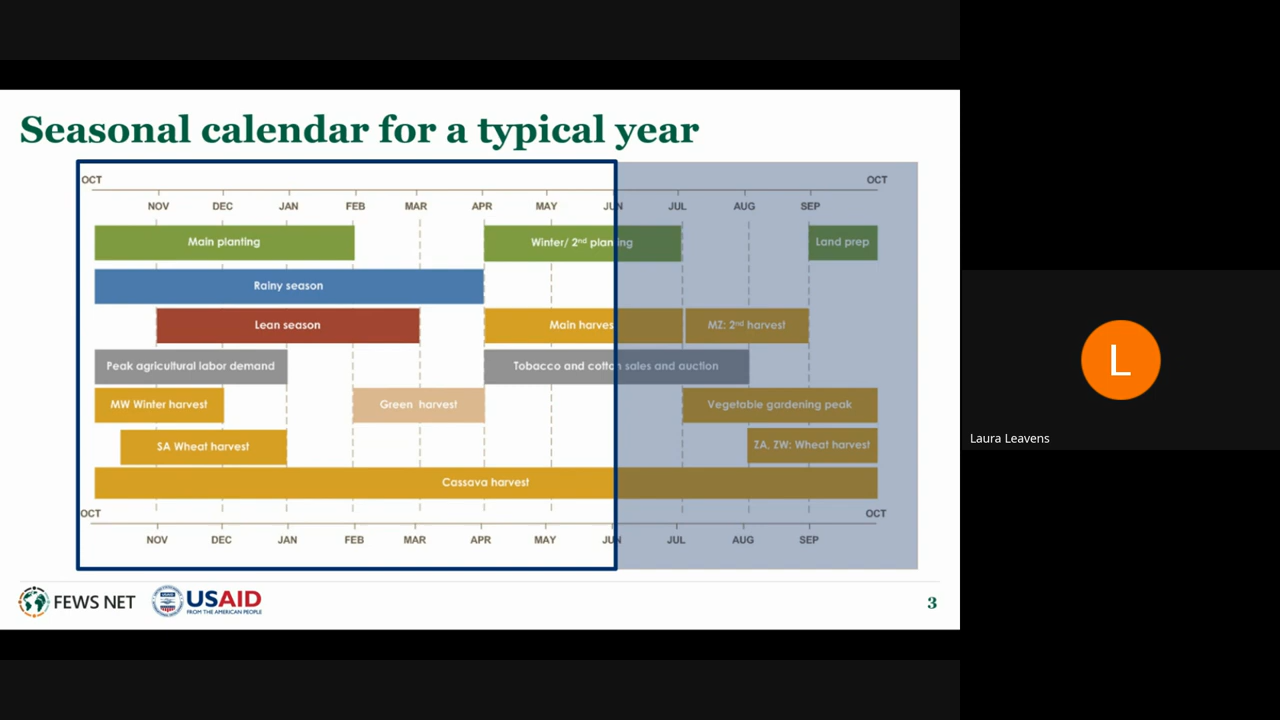 Seasonal calendar for a typical year
OCT OCT
NOV DEC JAN FEB MAR APR MAY JUN JUL AUG SEP
Main planting Winter/ 2nd planting Land prep
Rainy season
Lean season Main harves MZ: 2nd harvest
Peak agricultural labor demand Tobacco and cotton sales and auction
MW Winter harvest Green harvest Vegetable gardening peak
SA Wheat harvest ZA, ZW: Wheat harvest
Cassava harvest
OCT OCT
NOV DEC JAN FEB MAR APR MAY JUN JUL AUG SEP
FEWS NET USAID
FROM THE AMERICAN PEOPLE
3
L
Laura Leavens